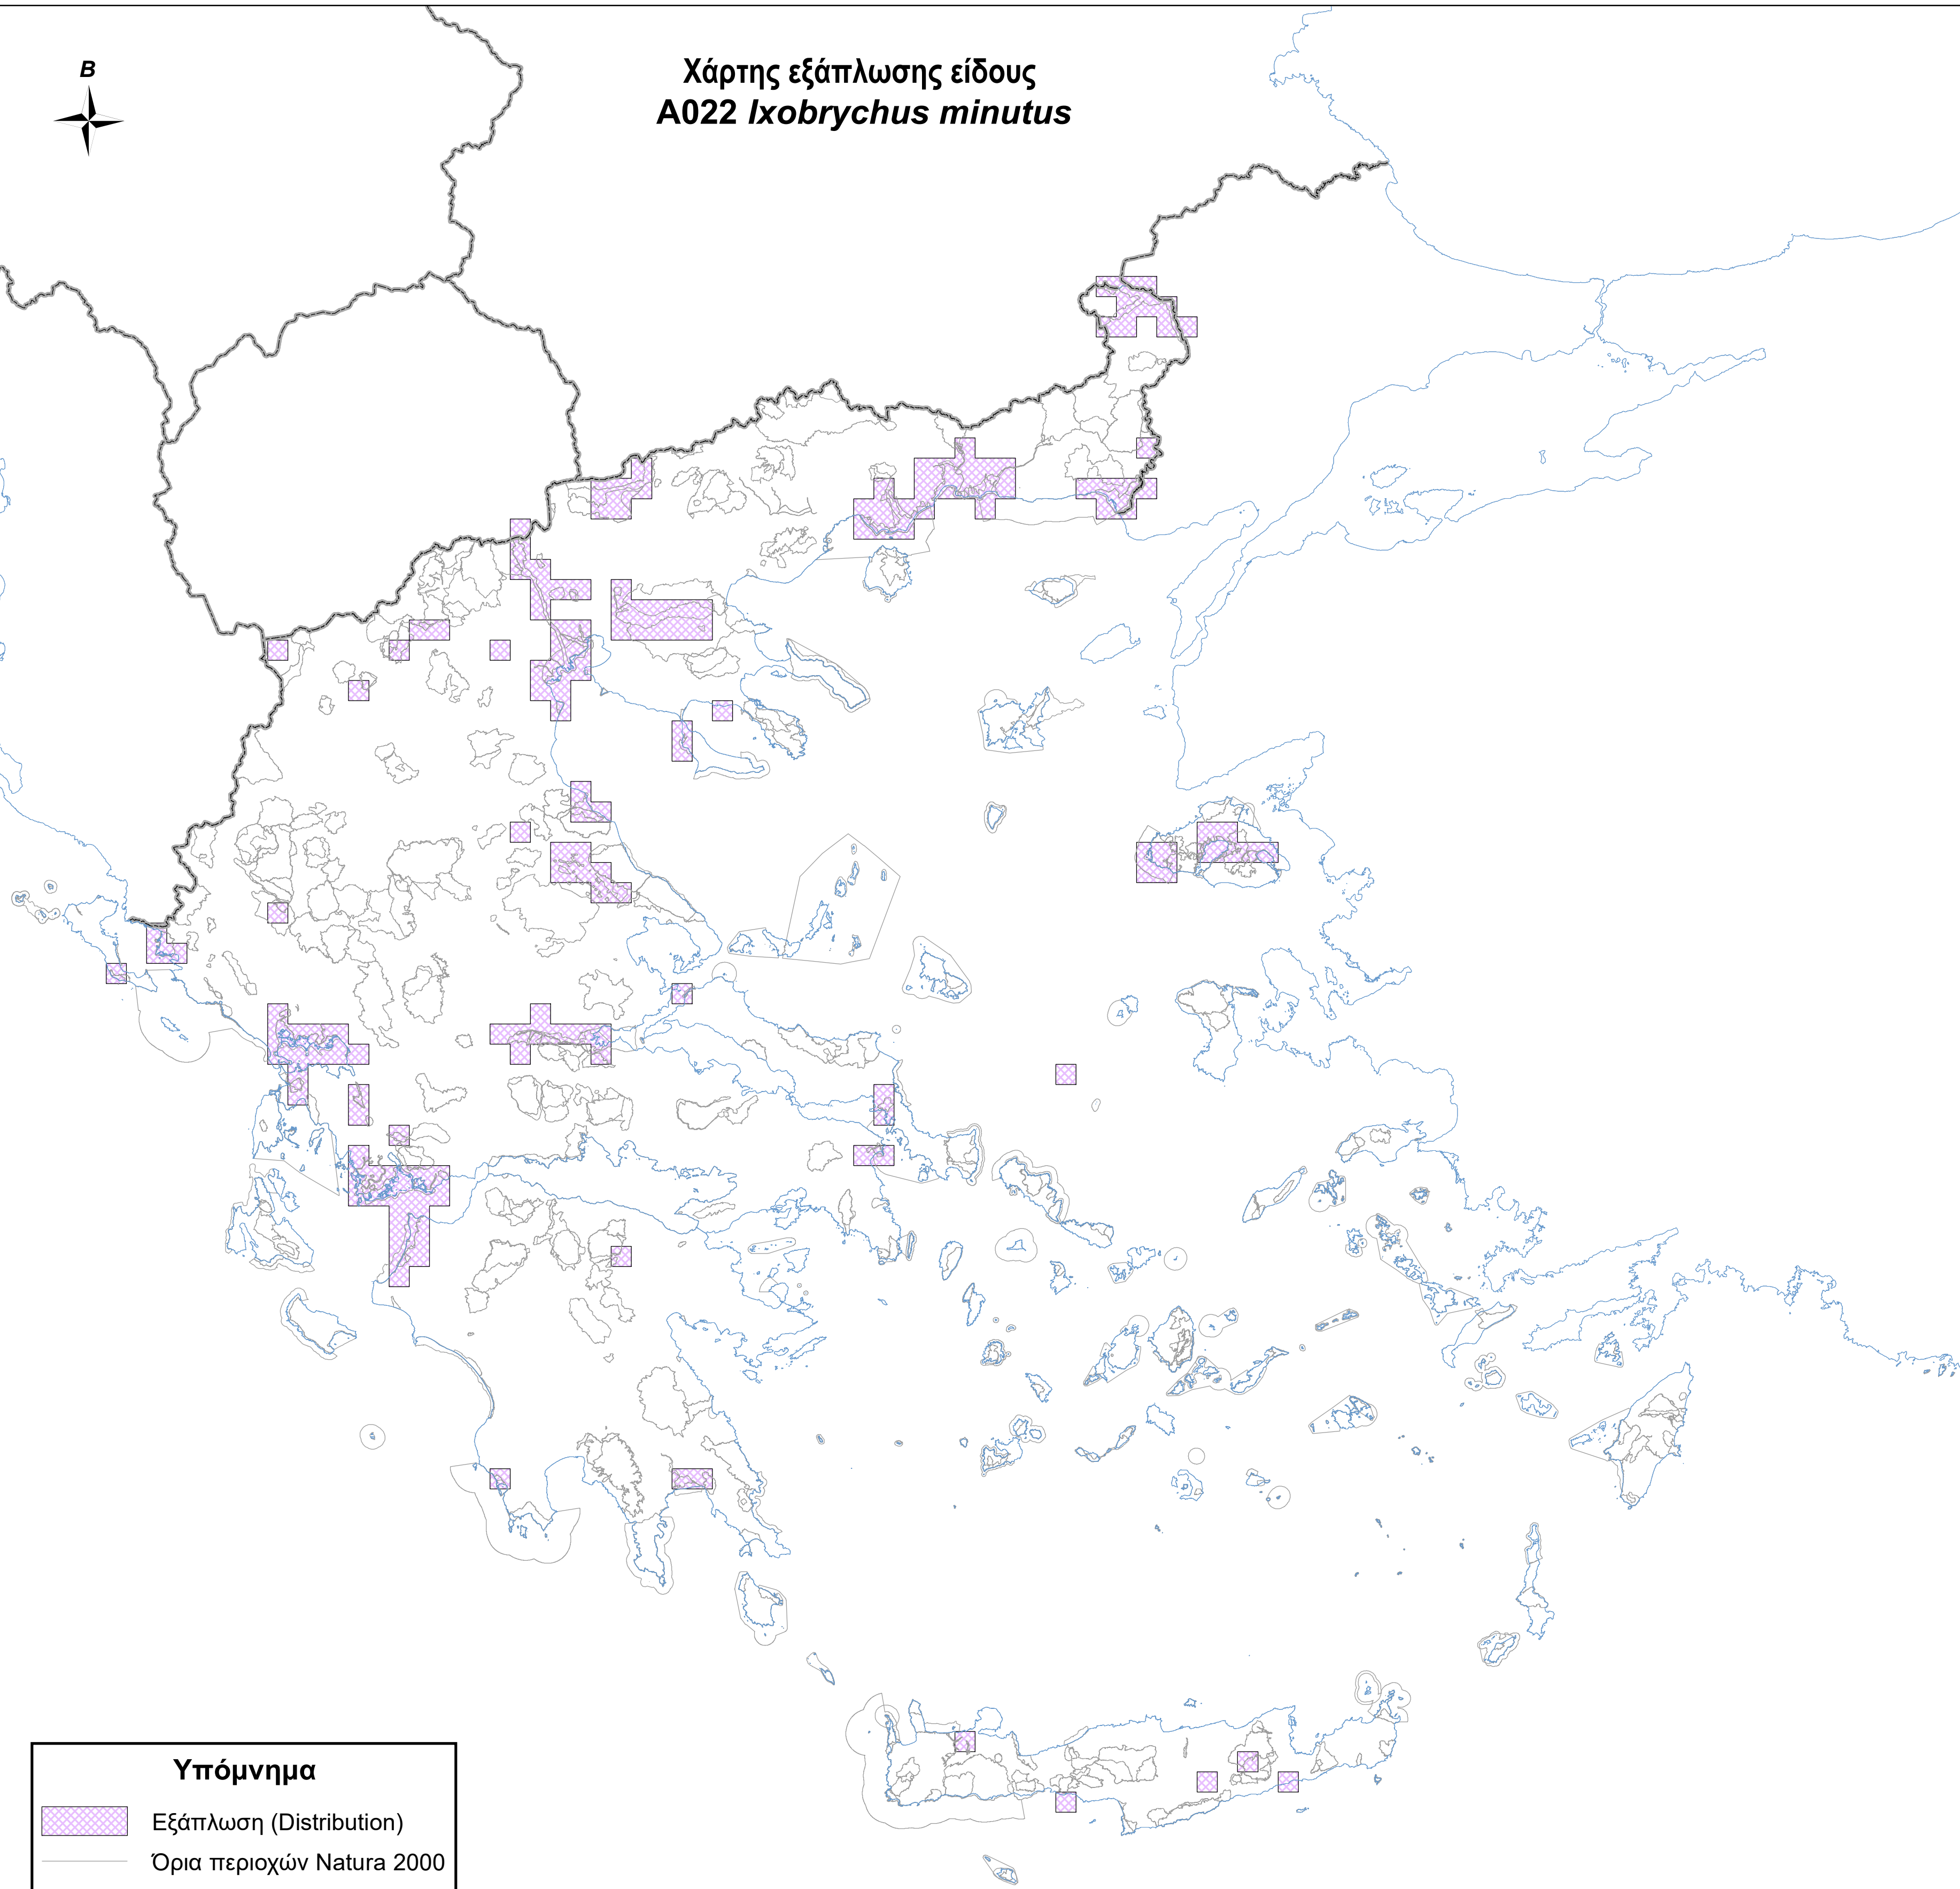 Χάρτης εξάπλωσης είδους
A022 Ixobrychus minutus
B
Υπόμνημα
Εξάπλωση (Distribution)
Όρια περιοχών Natura 2000